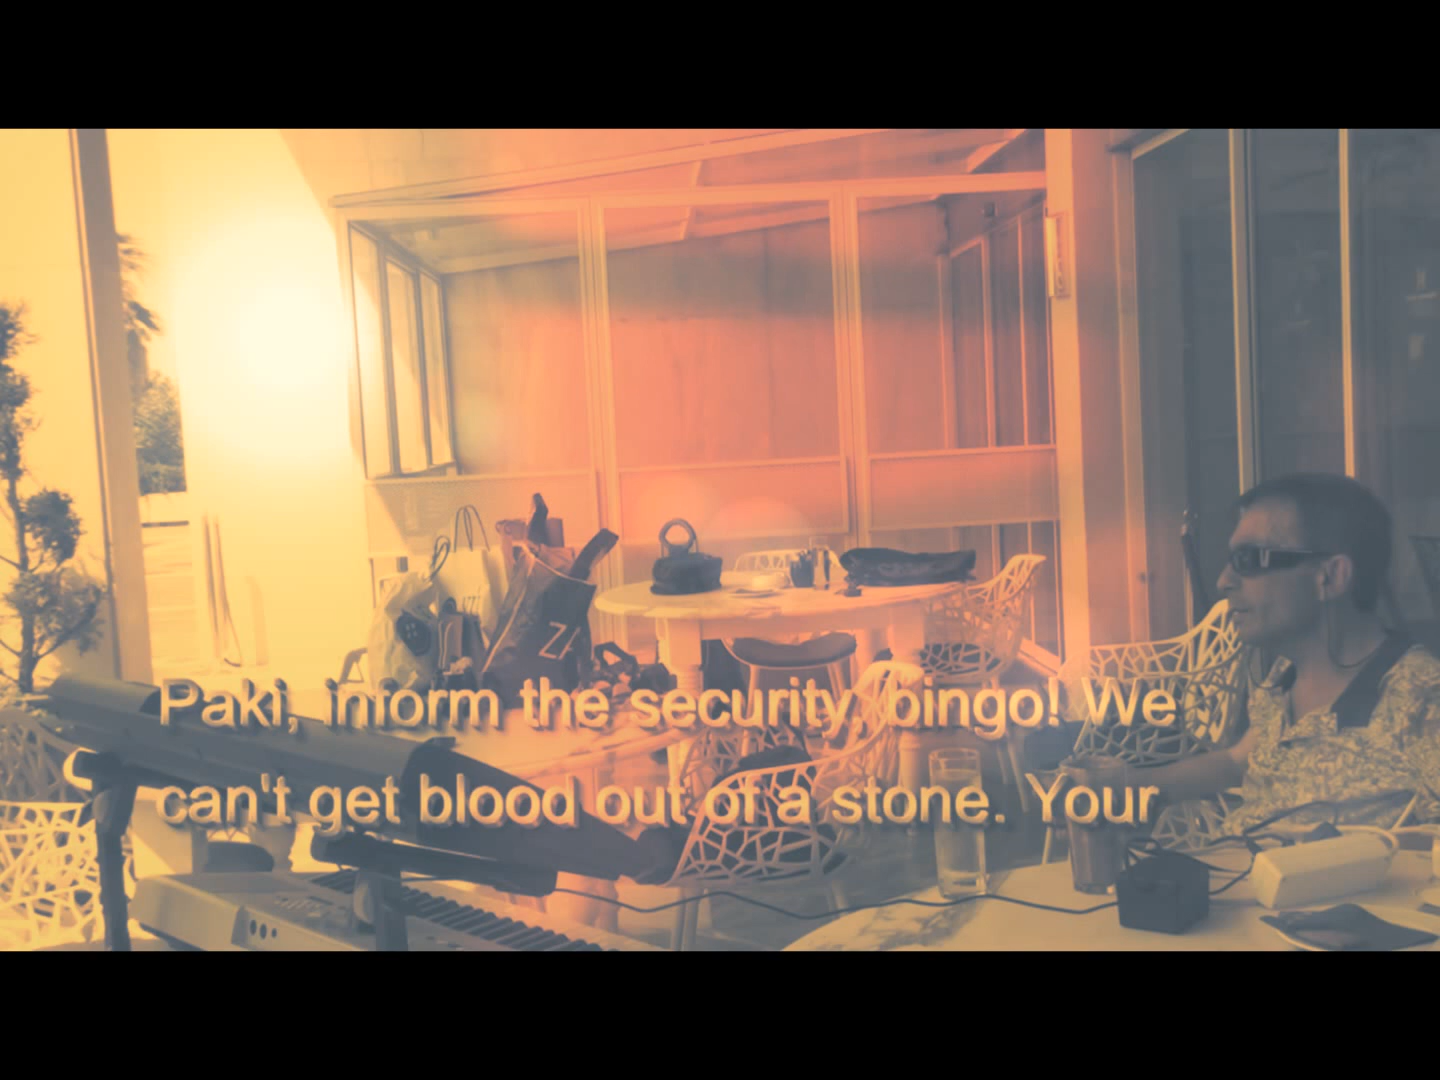 Paki, inform the security, bingo! We
can't get blood out of a stone. Your